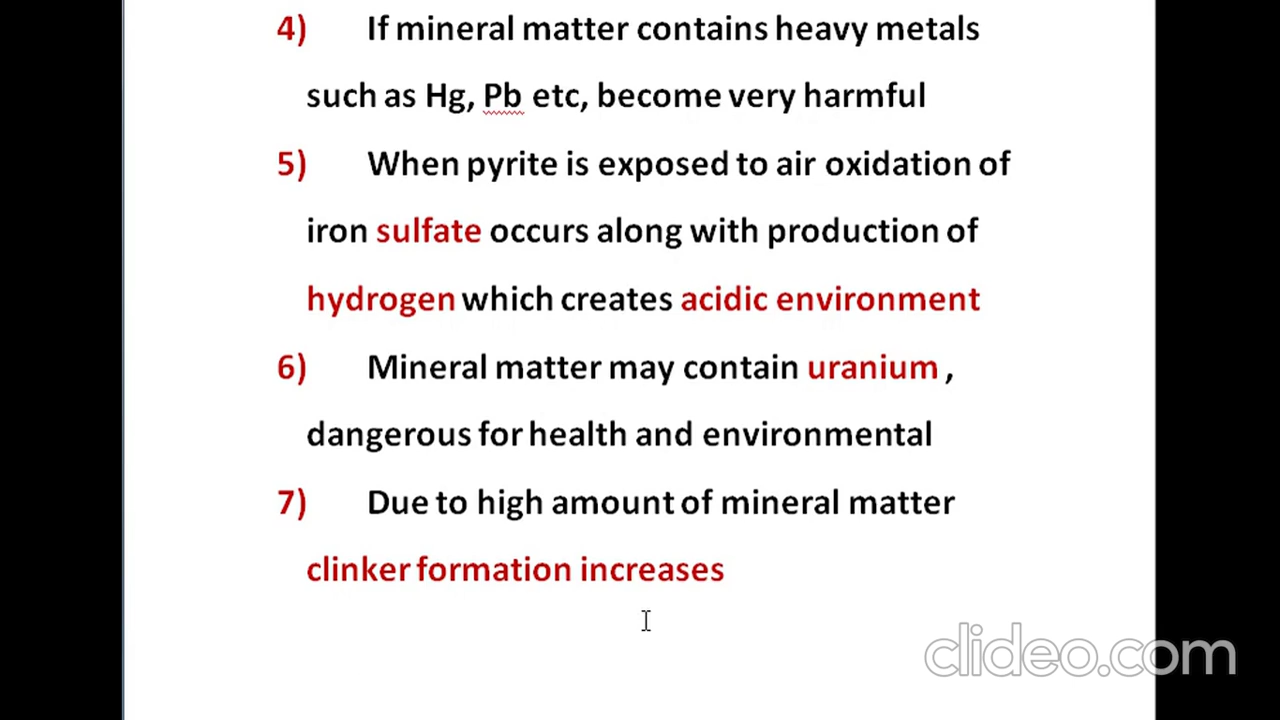 4) If mineral matter contains heavy metals
such as Hg, Pb etc, become very harmful
5) When pyrite is exposed to air oxidation of
iron sulfate occurs along with production of
hydrogen which creates acidic environment
6) Mineral matter may contain uranium ,
dangerous for health and environmental
7) Due to high amount of mineral matter
clinker formation increases
clideo.com